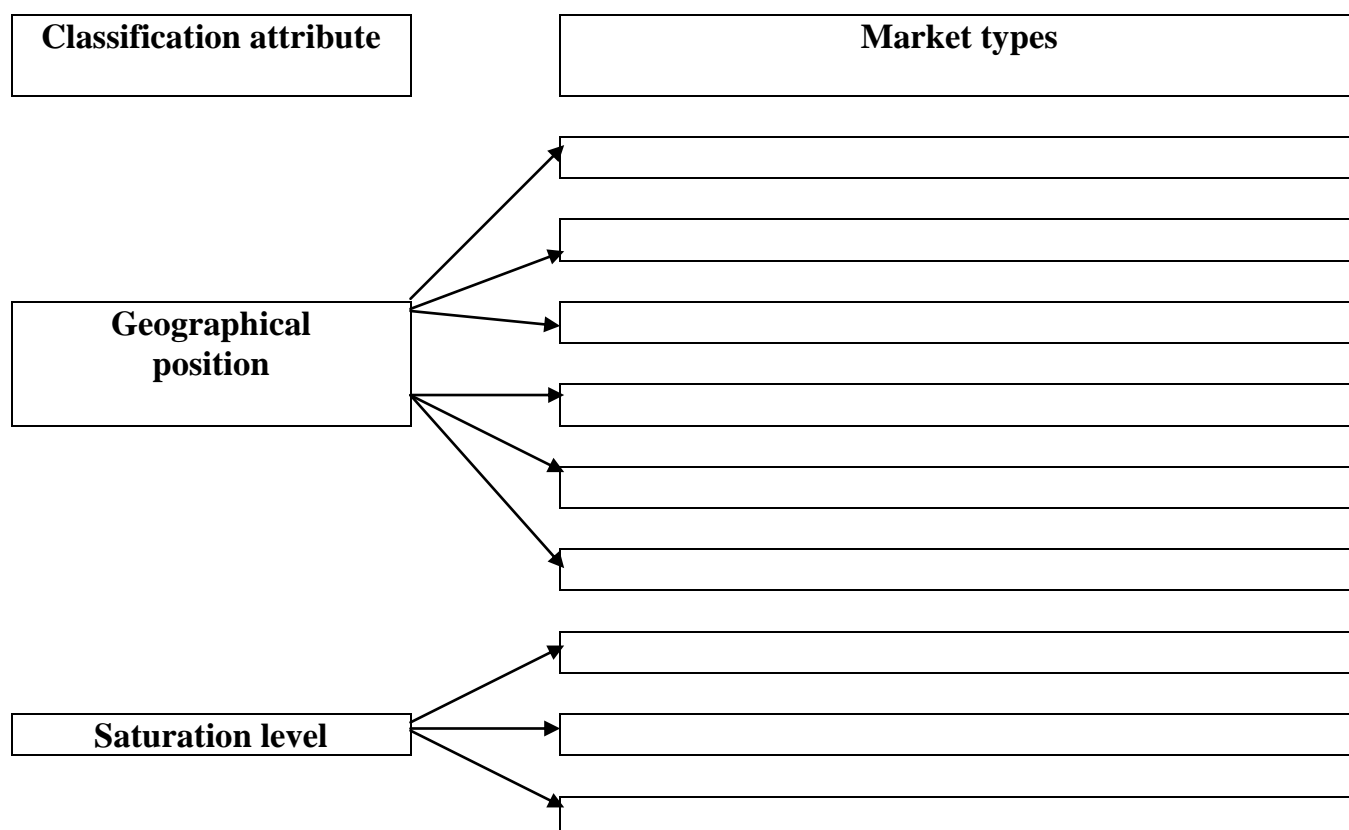 Classification attribute
Market types
Geographical
position
Saturation level